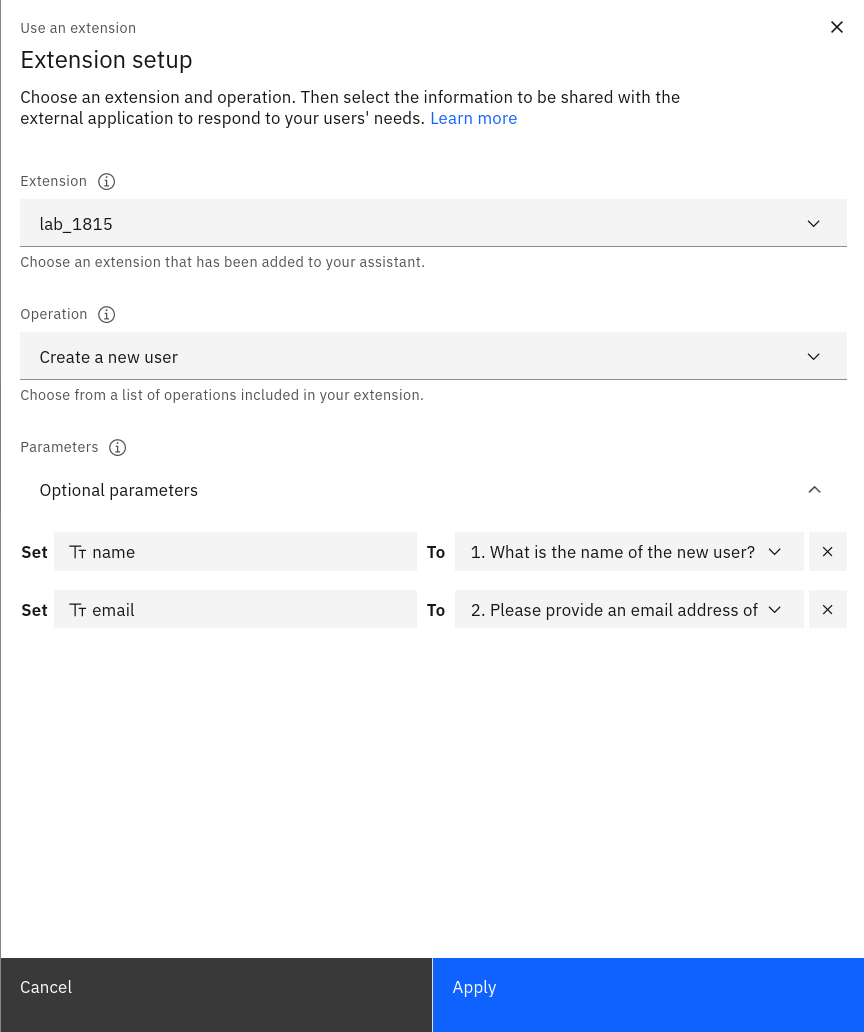 Use an extension
Extension setup
Choose an extension and operation. Then select the information to be shared with the
external application to respond to your users' needs. Learn more
Extension
lab_1815
Choose an extension that has been added to your assistant.
Operation
Create a new user
Choose from a list of operations included in your extension.
Parameters
Optional parameters
Set Tт name To 1. What is the name of the new user?
Set Tт email To 2. Please provide an email address of
Cancel
Apply